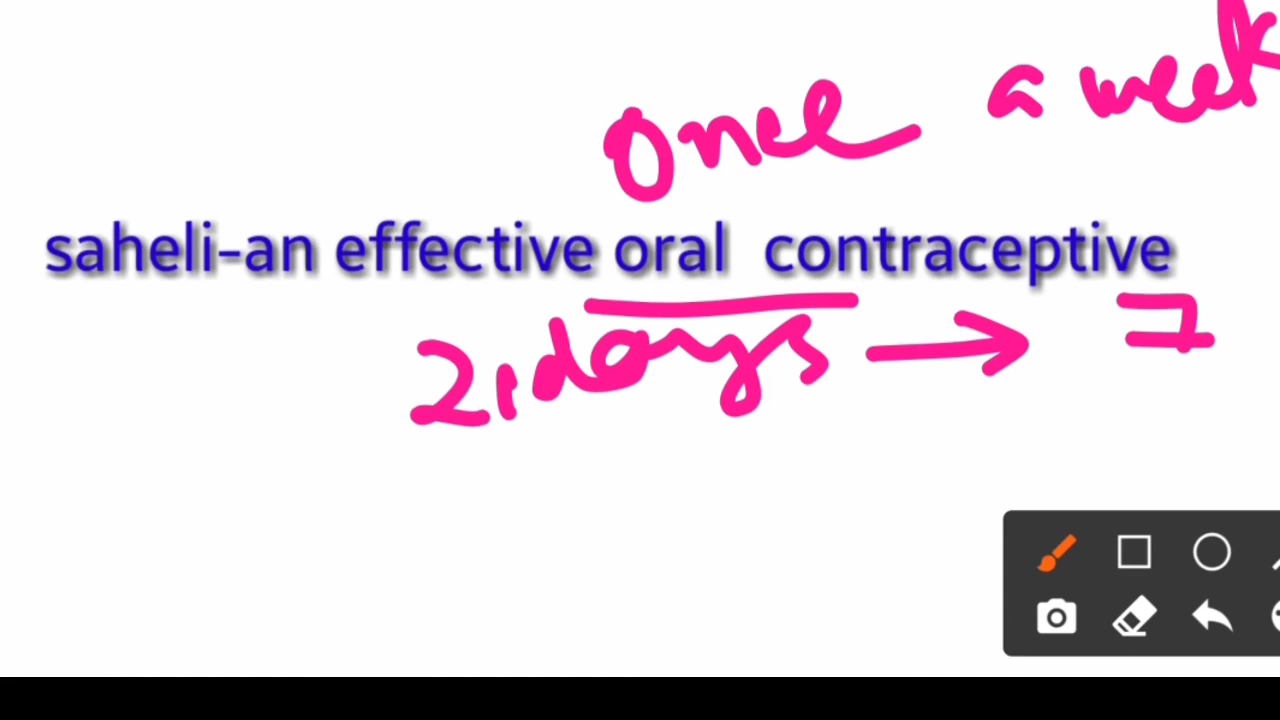 once a week
saheli-an effective oral contraceptive
21 days → 7